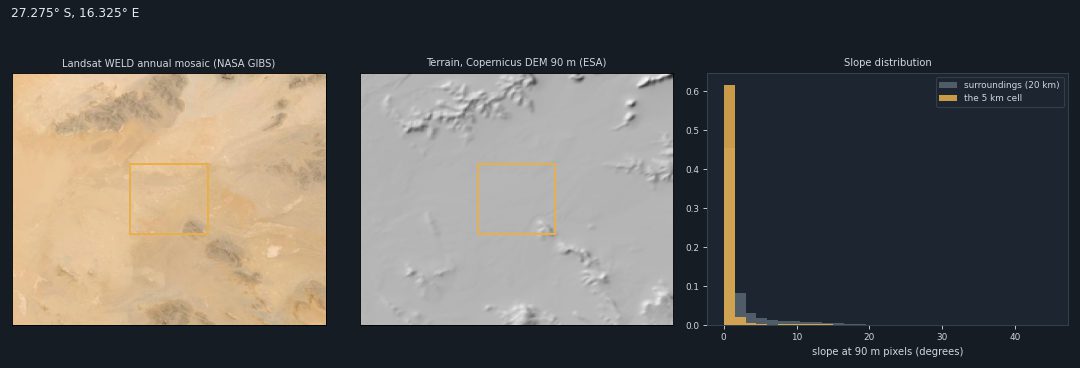 27.275° S, 16.325° E
Landsat WELD annual mosaic (NASA GIBS)
Terrain, Copernicus DEM 90 m (ESA)
Slope distribution
surroundings (20 km)
the 5 km cell
0.6
0.5
0.4
0.3
0.2
0.1
0.0
0 10 20 30 40
slope at 90 m pixels (degrees)